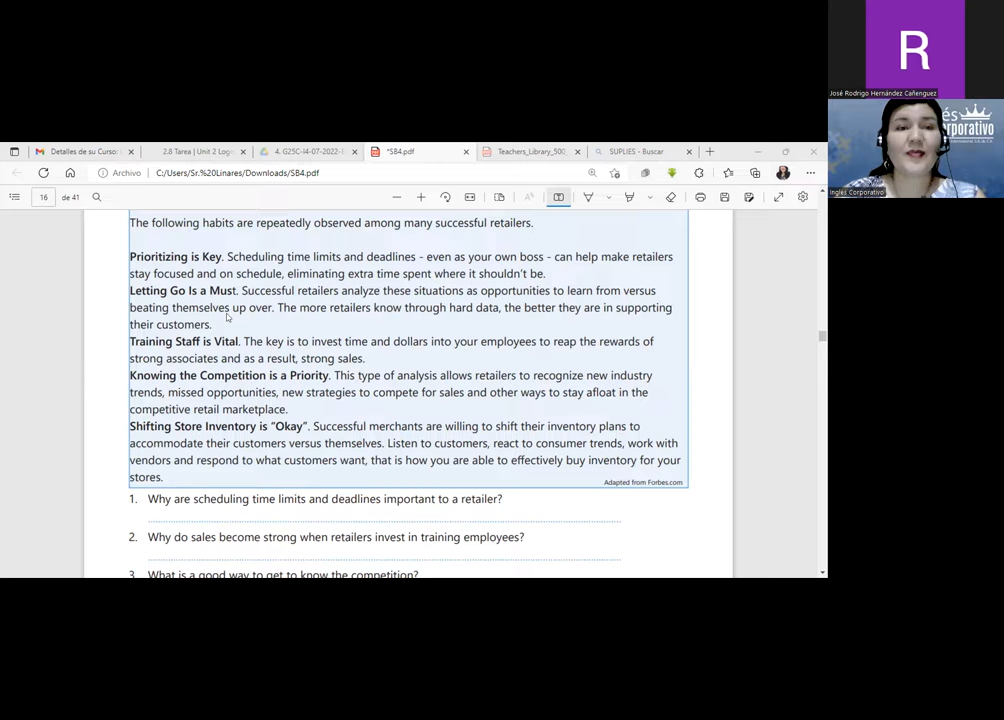 R
José Rodrigo Hernández Cañenguez
és
orporativo
Inglés Corporativo
Detalles de su Curso:
2.8 Tarea | Unit 2 Log
4. G25C-I4-07-2022-
*SB4.pdf
Teachers_Library_500
SUPLIES - Buscar
Archivo
C:/Users/Sr.%20Linares/Downloads/SB4.pdf
16
de 41
The following habits are repeatedly observed among many successful retailers.
Prioritizing is Key. Scheduling time limits and deadlines - even as your own boss - can help make retailers
stay focused and on schedule, eliminating extra time spent where it shouldn't be.
Letting Go Is a Must. Successful retailers analyze these situations as opportunities to learn from versus
beating themselves up over. The more retailers know through hard data, the better they are in supporting
their customers.
Training Staff is Vital. The key is to invest time and dollars into your employees to reap the rewards of
strong associates and as a result, strong sales.
Knowing the Competition is a Priority. This type of analysis allows retailers to recognize new industry
trends, missed opportunities, new strategies to compete for sales and other ways to stay afloat in the
competitive retail marketplace.
Shifting Store Inventory is "Okay". Successful merchants are willing to shift their inventory plans to
accommodate their customers versus themselves. Listen to customers, react to consumer trends, work with
vendors and respond to what customers want, that is how you are able to effectively buy inventory for your
stores.
Adapted from Forbes.com
1. Why are scheduling time limits and deadlines important to a retailer?
2. Why do sales become strong when retailers invest in training employees?
3. What is a good way to get to know the competition?